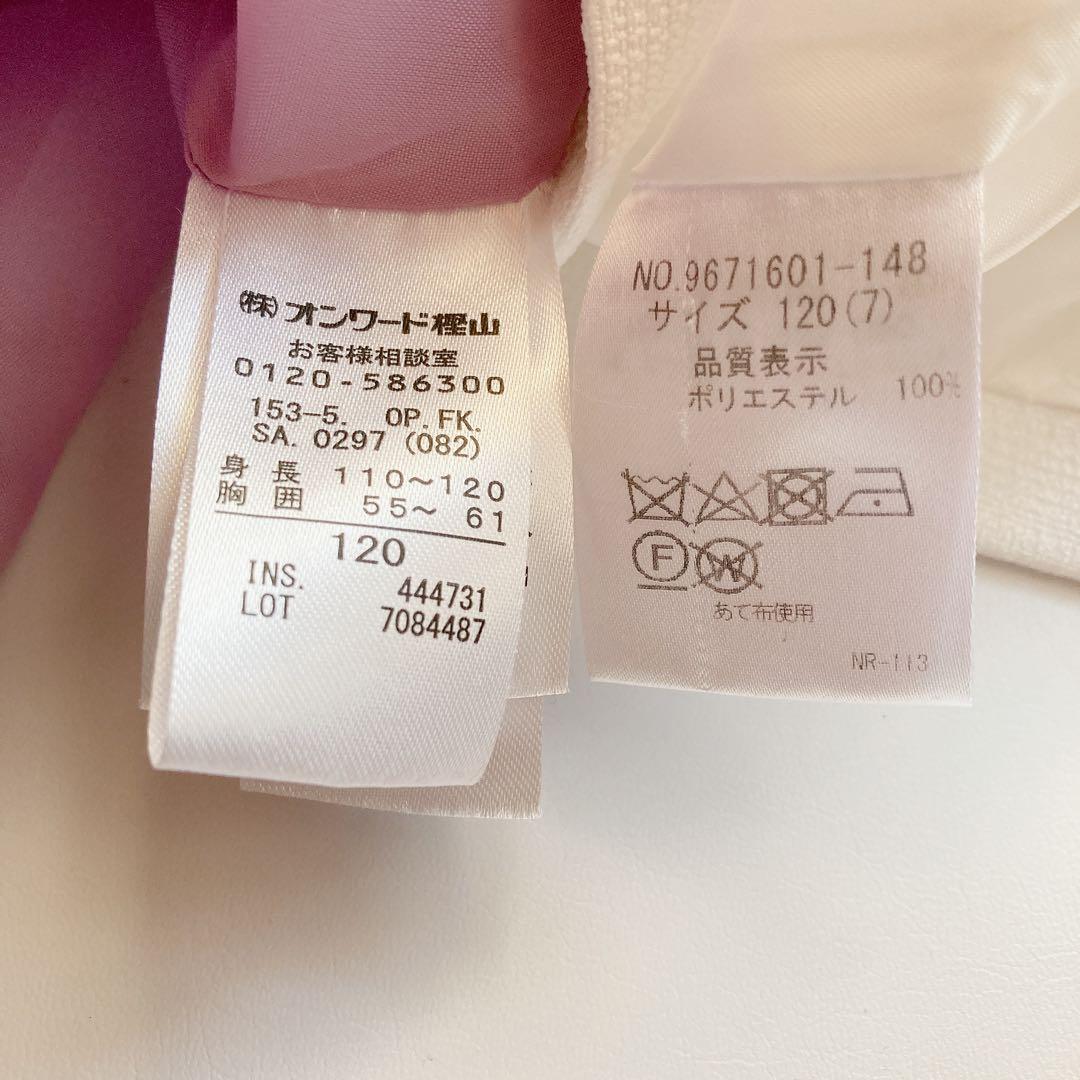 ㈱オンワード樫山
お客様相談室
0120-586300
153-5. OP.FK.
SA. 0297 (082)
身長 110～120
胸囲 55～ 61
120
INS. 444731
LOT 7084487
NO.9671601-148
サイズ 120(7)
品質表示
ポリエステル 100%
F
W
あて布使用
NR-113